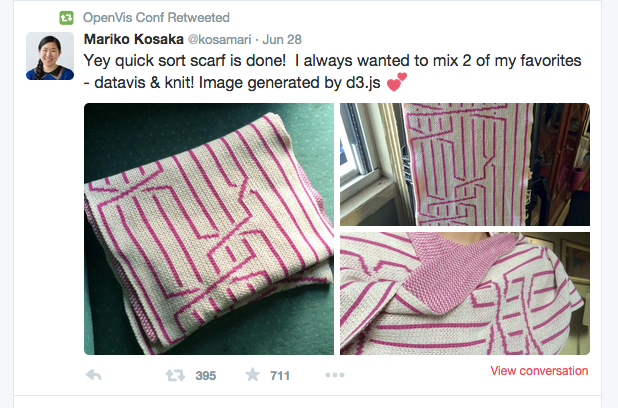 OpenVis Conf Retweeted
Mariko Kosaka @kosamari · Jun 28
Yey quick sort scarf is done!  I always wanted to mix 2 of my favorites
- datavis & knit! Image generated by d3.js 💕
395 711 View conversation